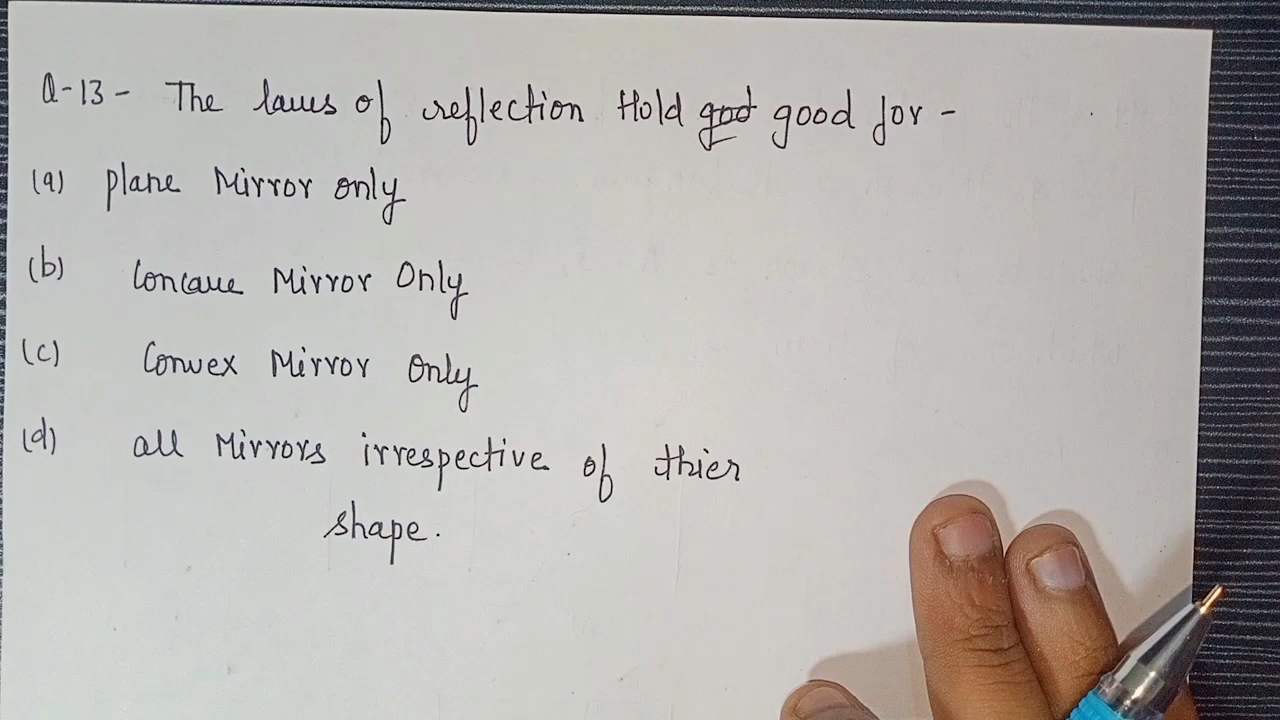 Q-13- The laws of reflection Hold god good for -
(a) plane Mirror only
(b) Concave Mirror Only
(c) Convex Mirror Only
(d) all Mirrors irrespective of thier
shape.